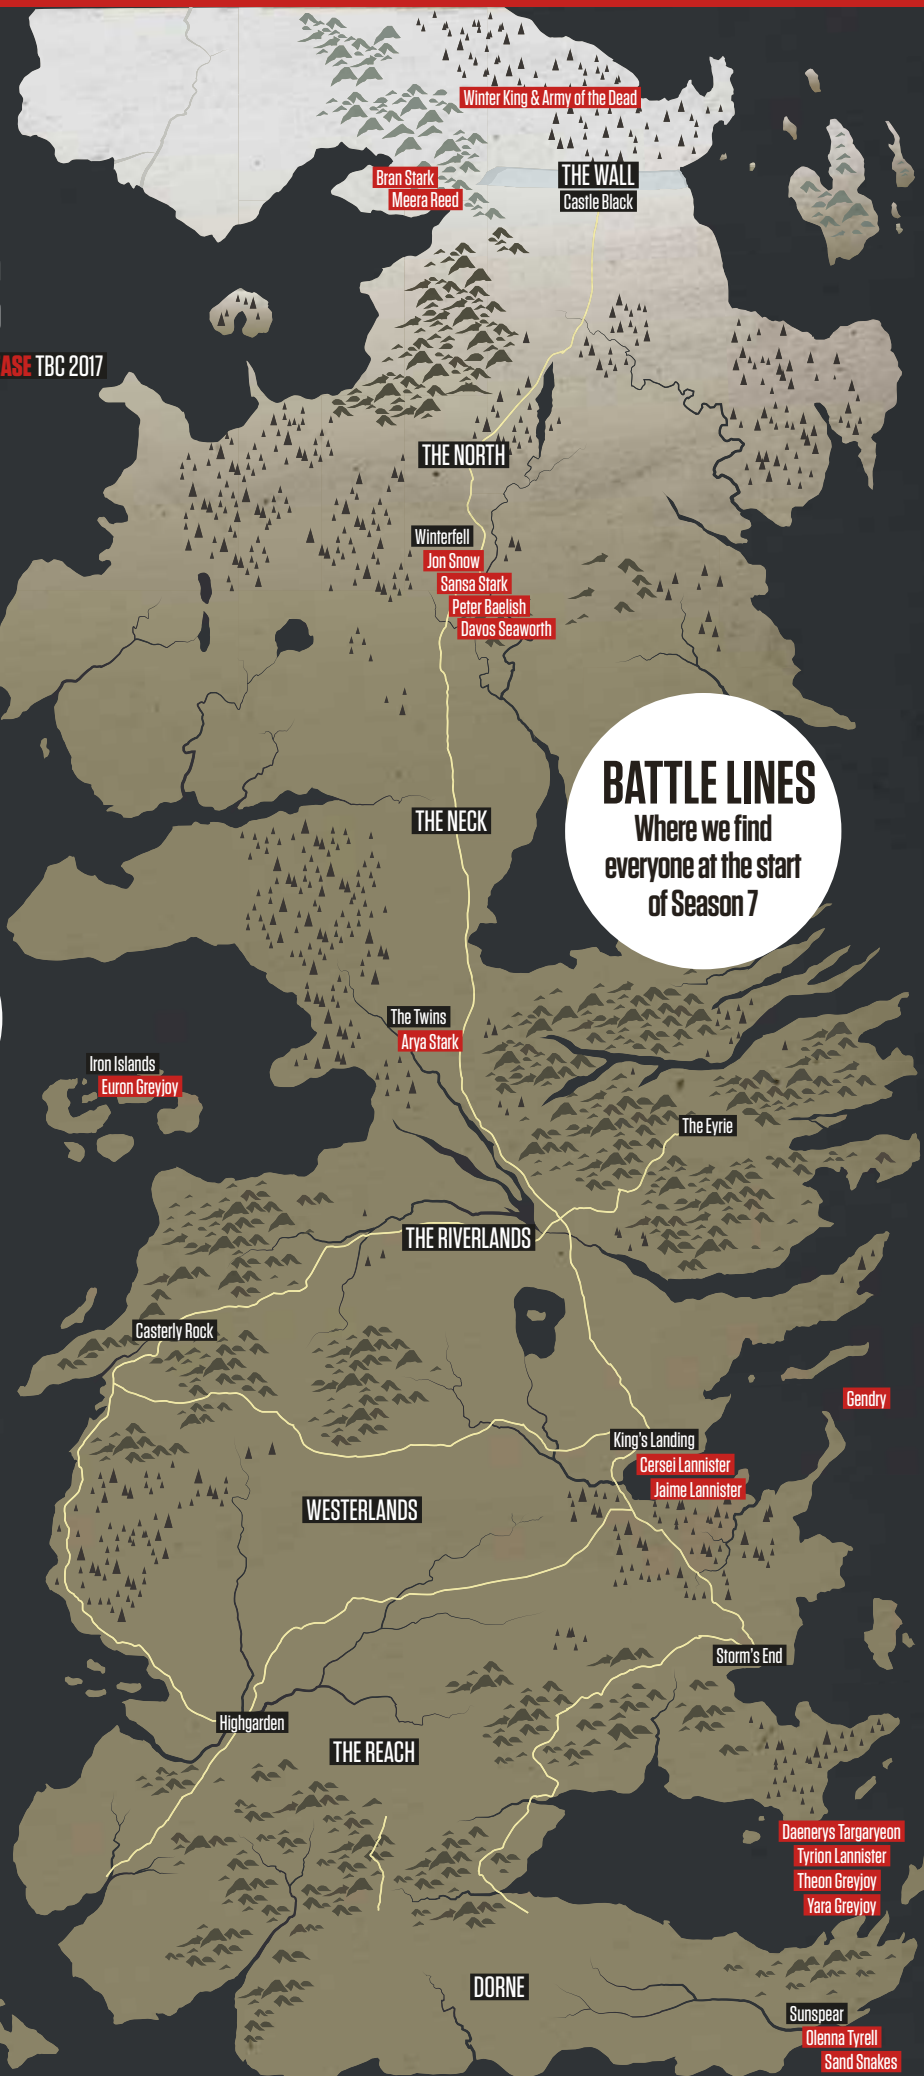 Winter King & Army of the Dead
THE WALL
Castle Black
Bran Stark
Meera Reed
ASE TBC 2017
THE NORTH
Winterfell
Jon Snow
Sansa Stark
Peter Baelish
Davos Seaworth
BATTLE LINES
Where we find
everyone at the start
of Season 7
THE NECK
The Twins
Arya Stark
Iron Islands
Euron Greyjoy
The Eyrie
THE RIVERLANDS
Casterly Rock
Gendry
King's Landing
Cersei Lannister
Jaime Lannister
WESTERLANDS
Storm's End
Highgarden
THE REACH
Daenerys Targaryeon
Tyrion Lannister
Theon Greyjoy
Yara Greyjoy
DORNE
Sunspear
Olenna Tyrell
Sand Snakes